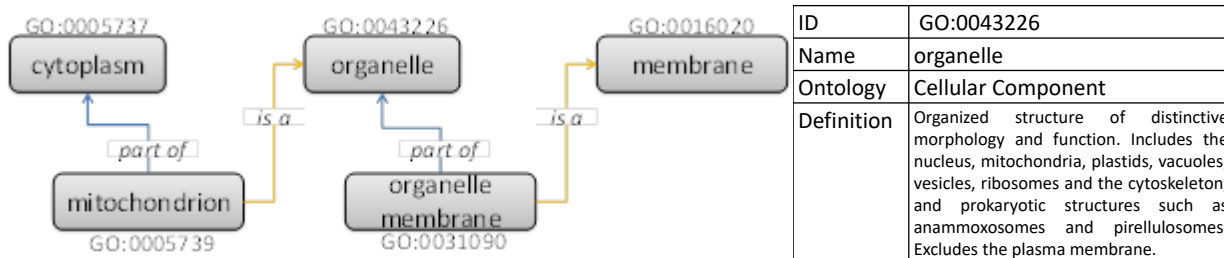 GO:0005737
GO:0043226
GO:0016020
cytoplasm
organelle
membrane
is a
is a
part of
part of
mitochondrion
organelle
membrane
GO:0005739
GO:0031090
ID GO:0043226
Name organelle
Ontology Cellular Component
Definition Organized structure of distinctive
morphology and function. Includes the
nucleus, mitochondria, plastids, vacuoles,
vesicles, ribosomes and the cytoskeleton,
and prokaryotic structures such as
anammoxosomes and pirellulosomes.
Excludes the plasma membrane.